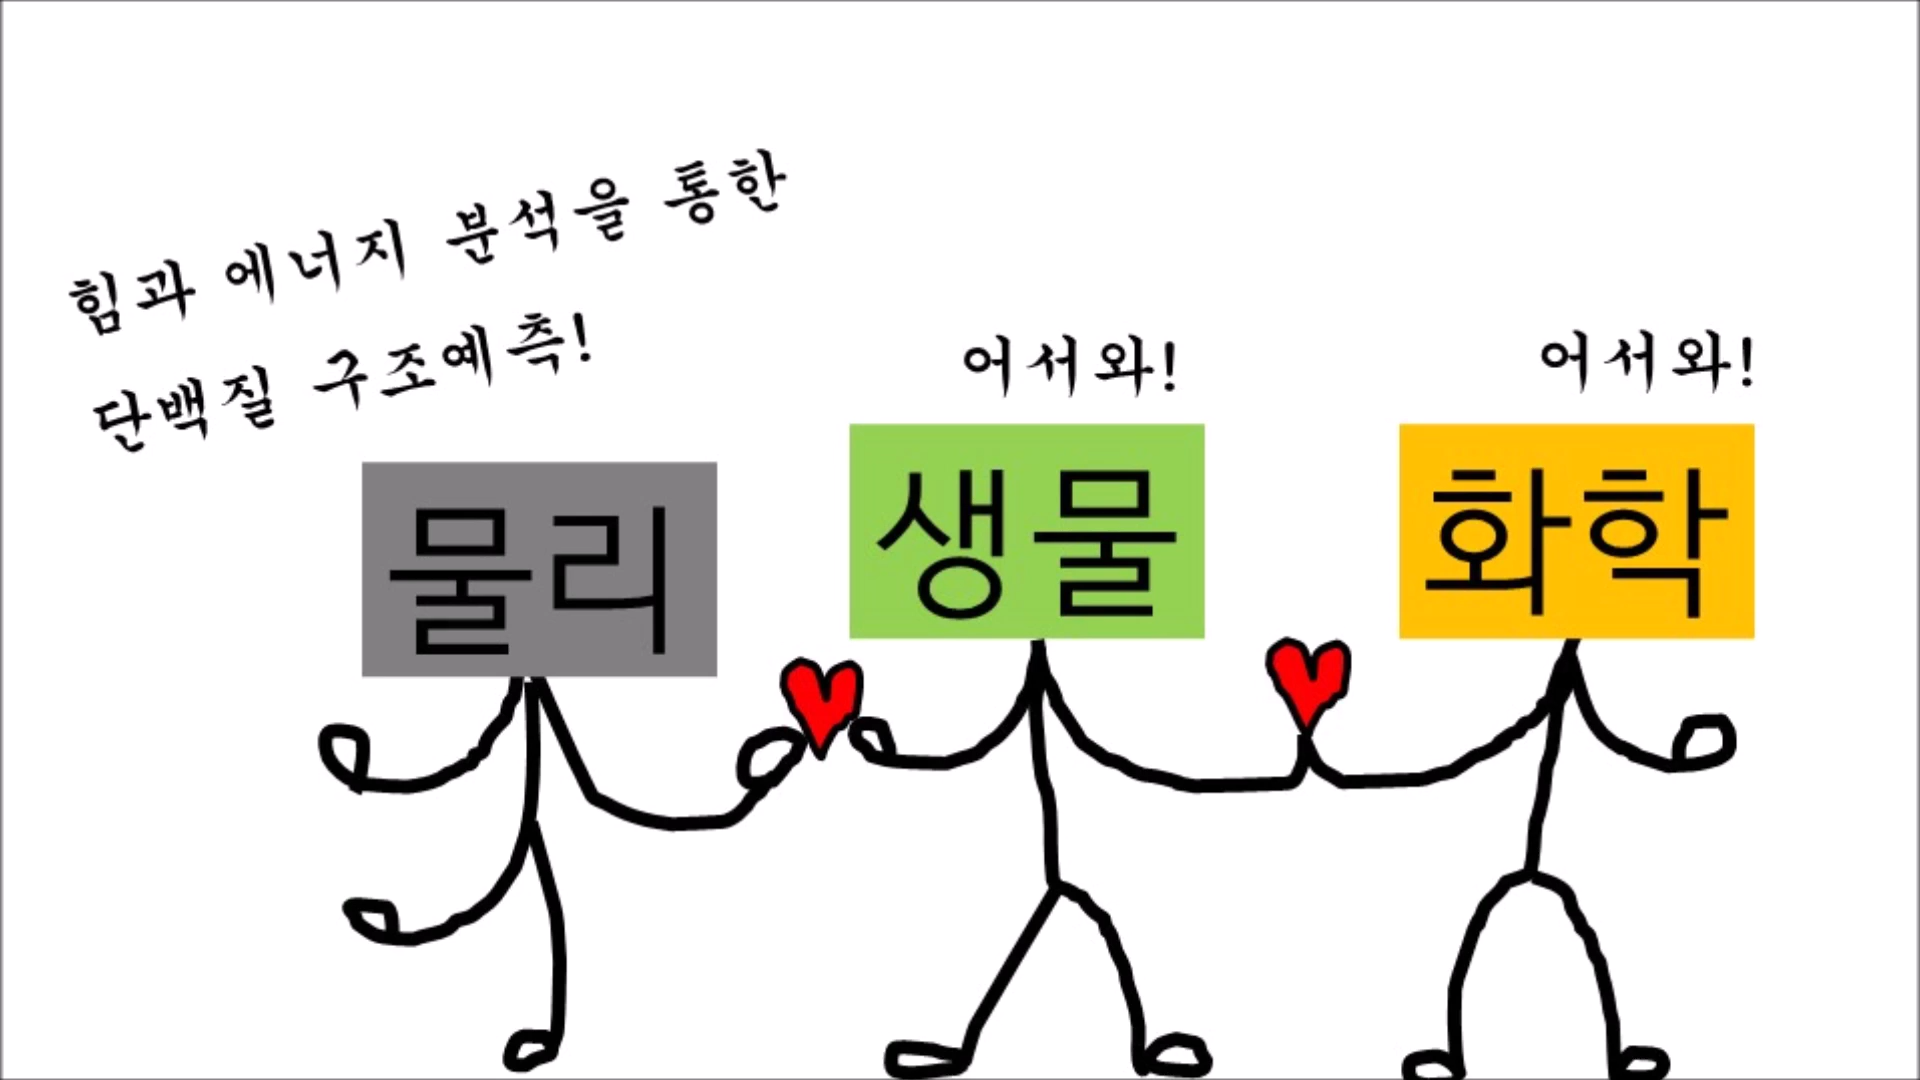 힘과 에너지 분석을 통한
단백질 구조예측!
어서와!
어서와!
물리
생물
화학